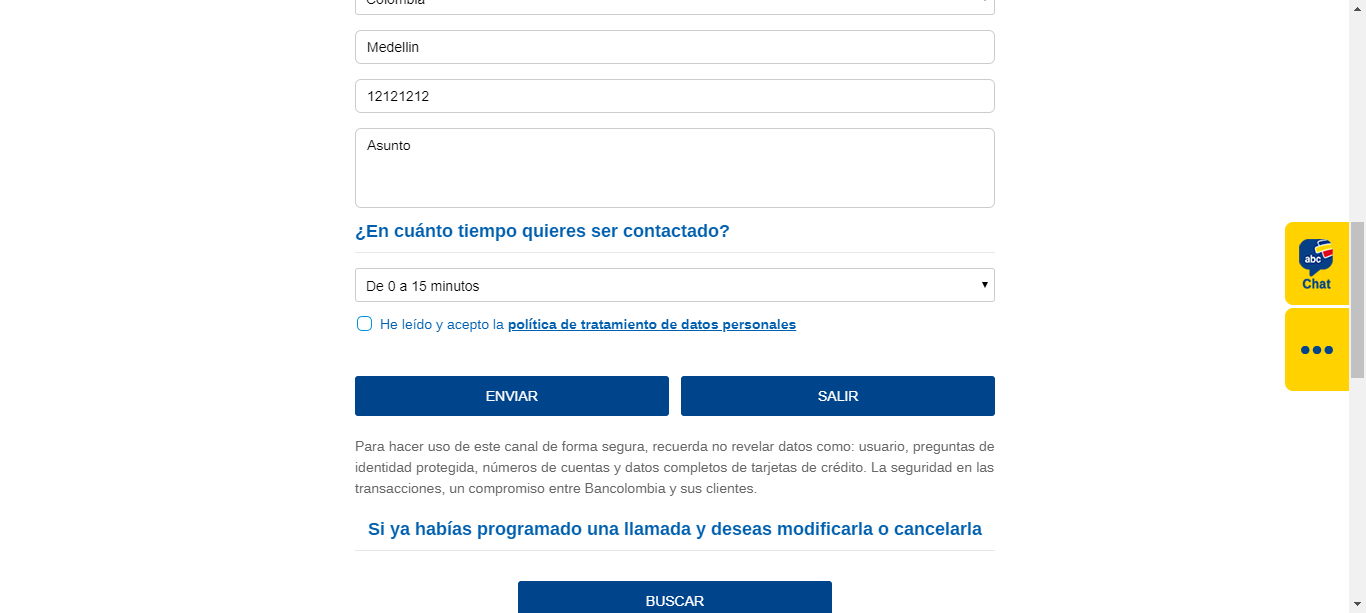 Colombia
Medellin
12121212
Asunto
¿En cuánto tiempo quieres ser contactado?
De 0 a 15 minutos
He leído y acepto la política de tratamiento de datos personales
abc
Chat
ENVIAR
SALIR
Para hacer uso de este canal de forma segura, recuerda no revelar datos como: usuario, preguntas de
identidad protegida, números de cuentas y datos completos de tarjetas de crédito. La seguridad en las
transacciones, un compromiso entre Bancolombia y sus clientes.
Si ya habías programado una llamada y deseas modificarla o cancelarla
BUSCAR